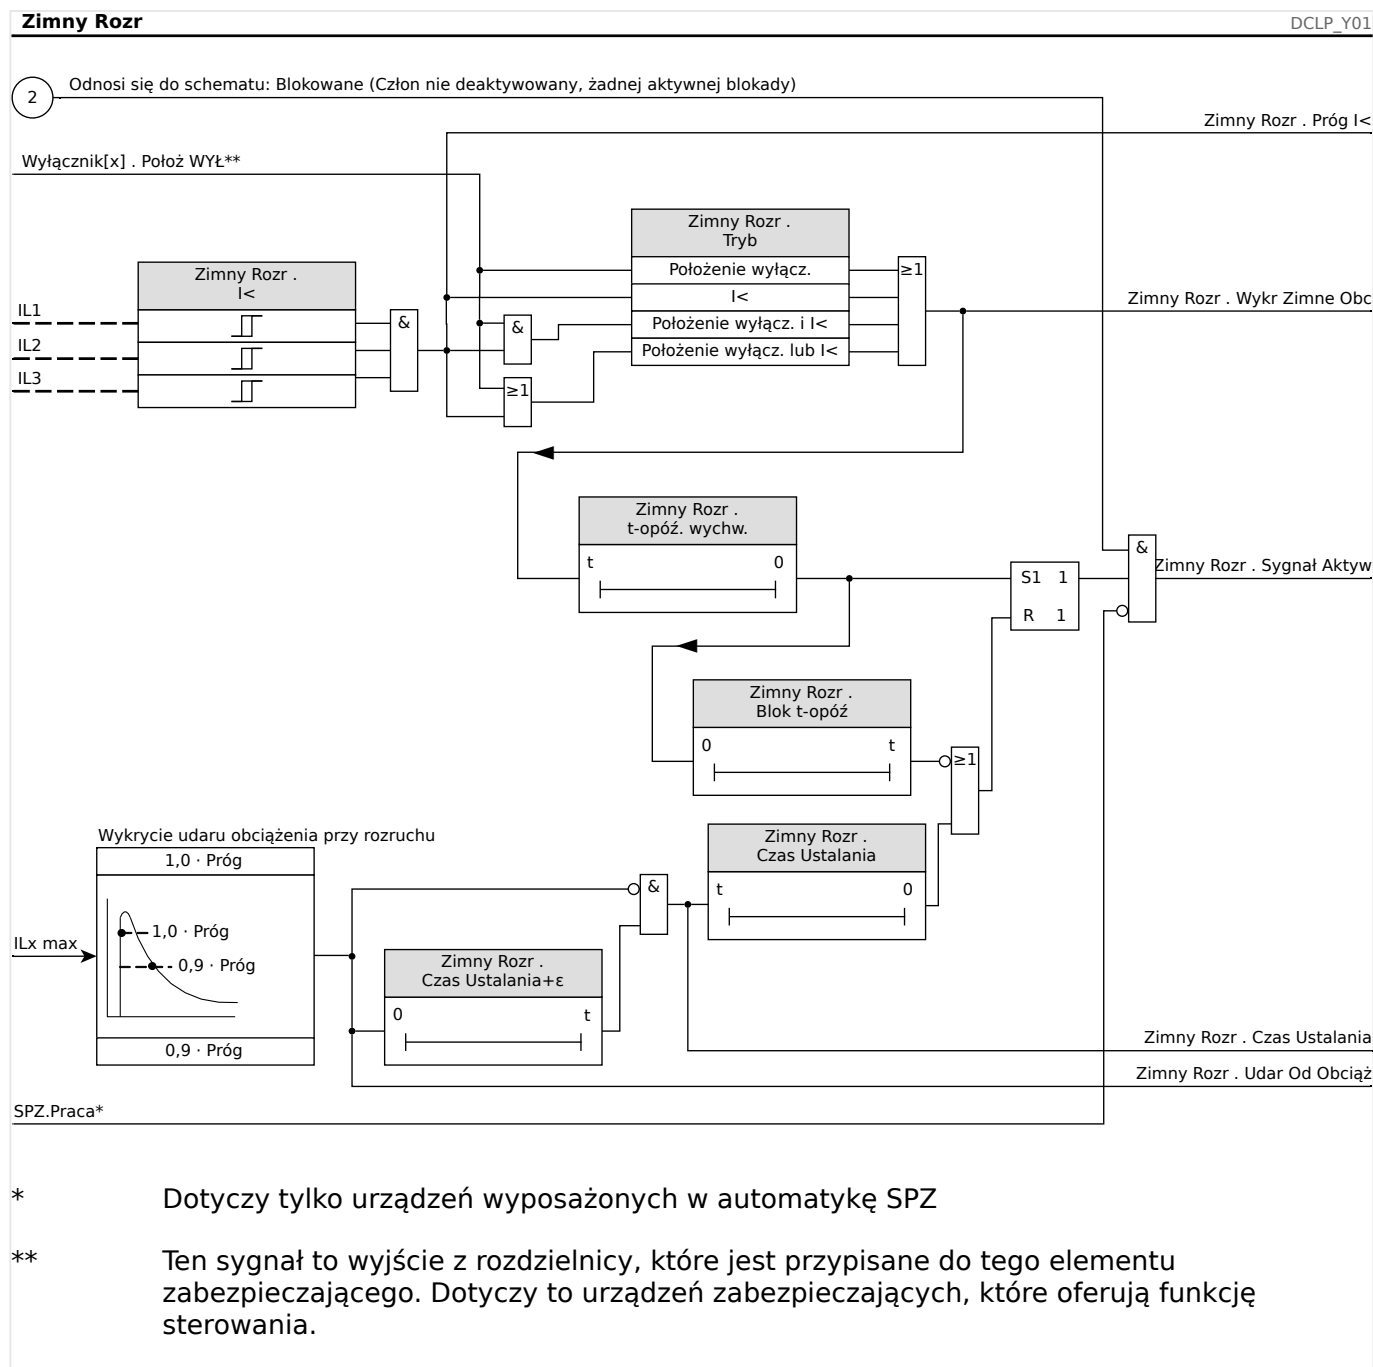 Zimny Rozr
DCLP_Y01
2
Odnosi się do schematu: Blokowane (Człon nie deaktywowany, żadnej aktywnej blokady)
Zimny Rozr . Próg I<
Wyłącznik[x] . Położ WYŁ**
Zimny Rozr .
Tryb
Położenie wyłącz.
I<
Położenie wyłącz. i I<
Położenie wyłącz. lub I<
≥1
Zimny Rozr . Wykr Zimne Obc
Zimny Rozr .
I<
IL1
IL2
IL3
&
&
≥1
Zimny Rozr .
t-opóź. wychw.
t 0
S1 1
R 1
&
Zimny Rozr . Sygnał Aktyw
Zimny Rozr .
Blok t-opóź
0 t
≥1
Zimny Rozr .
Czas Ustalania
t 0
Wykrycie udaru obciążenia przy rozruchu
1,0 · Próg
1,0 · Próg
0,9 · Próg
0,9 · Próg
ILx max
&
Zimny Rozr .
Czas Ustalania+ε
0 t
Zimny Rozr . Czas Ustalania
Zimny Rozr . Udar Od Obciąż
SPZ.Praca*
* Dotyczy tylko urządzeń wyposażonych w automatykę SPZ
** Ten sygnał to wyjście z rozdzielnicy, które jest przypisane do tego elementu
zabezpieczającego. Dotyczy to urządzeń zabezpieczających, które oferują funkcję
sterowania.